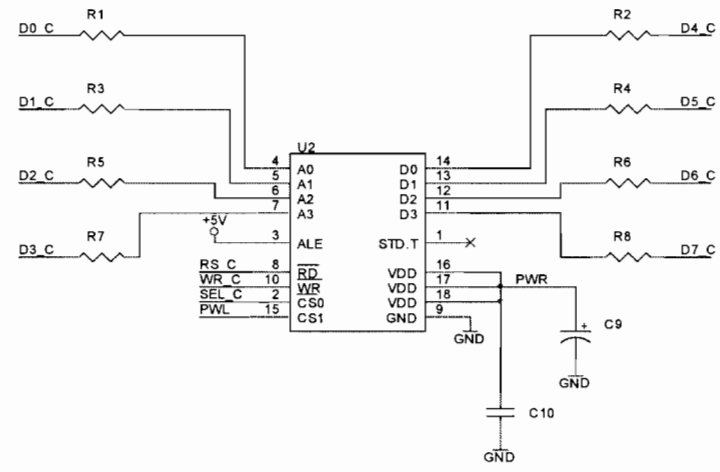 R1 R2
D0_C D4_C
R3 R4
D1_C D5_C
U2
R5 4 A0 D0 14 R6
5 A1 D1 13
D2_C 6 A2 D2 12 D6_C
7 A3 D3 11
+5V
R7 3 ALE STD.T 1 R8
D3_C D7_C
RS_C 8 RD VDD 16
WR_C 10 WR VDD 17 PWR
SEL_C 2 CS0 VDD 18
PWL 15 CS1 GND 9
GND + C9
GND
C10
GND